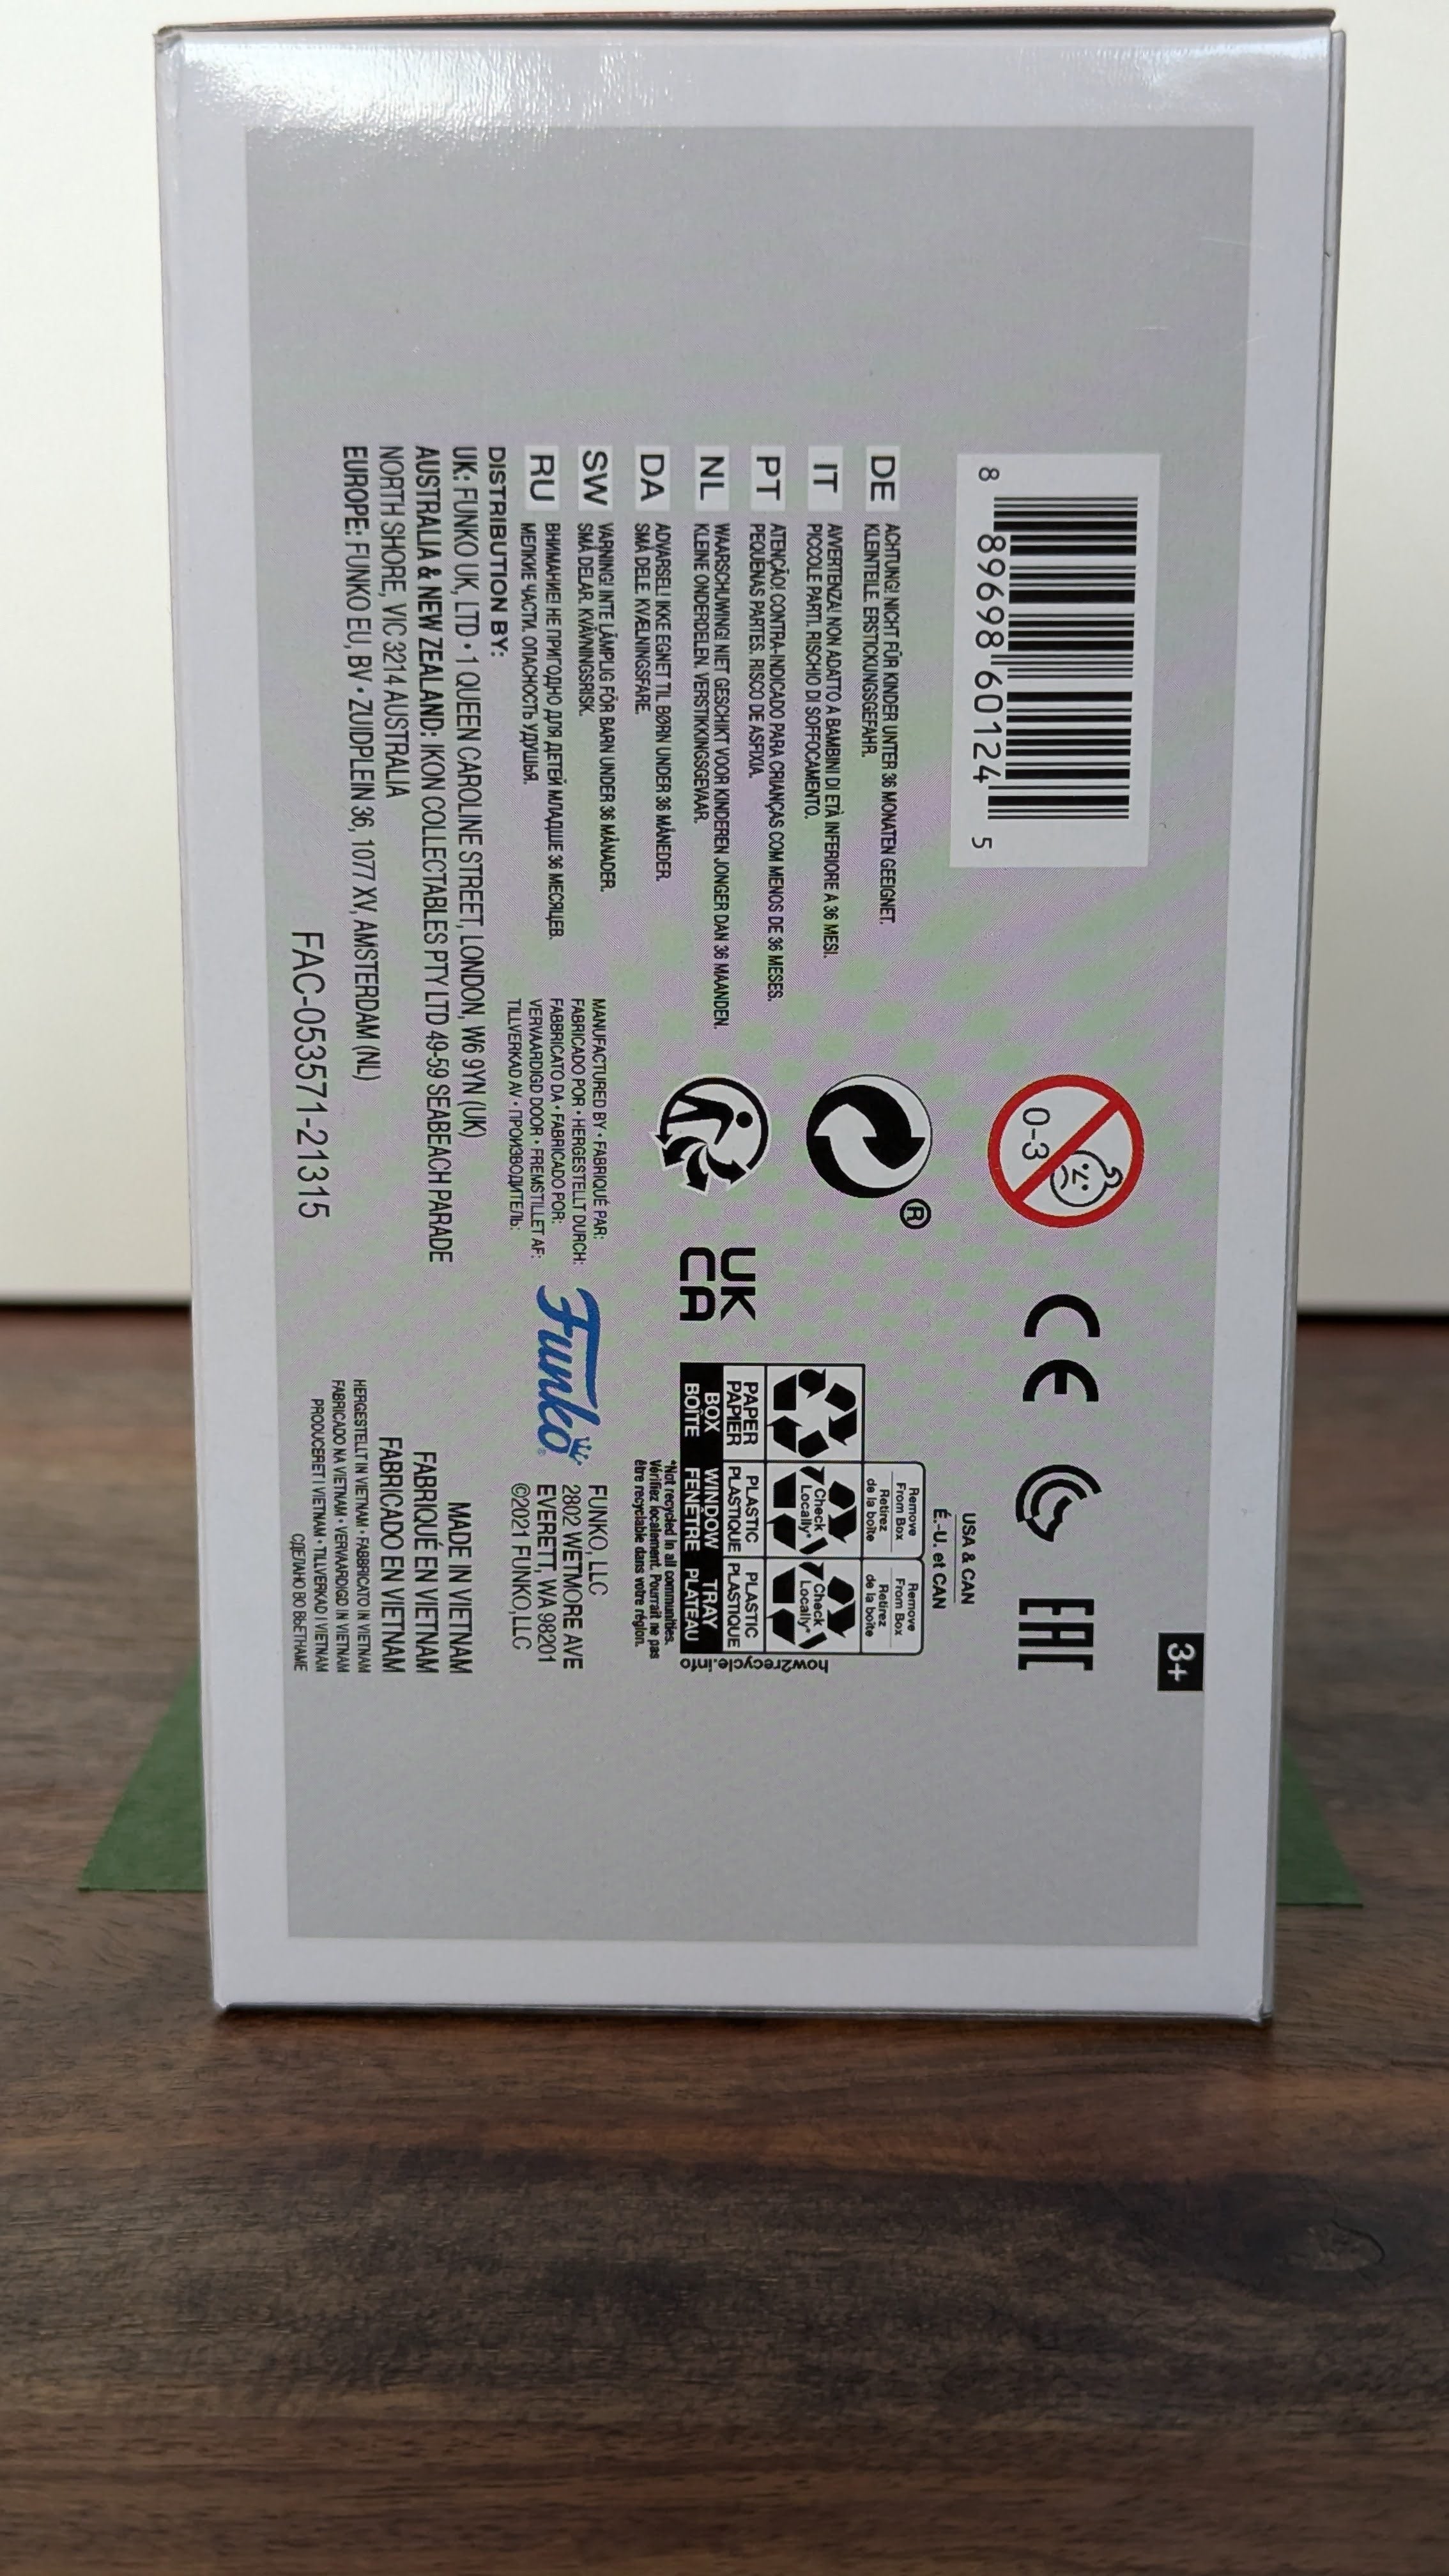 3+
8 89698 60124 5
0-3
CE
EAC
DE
ACHTUNG! NICHT FÜR KINDER UNTER 36 MONATEN GEEIGNET.
KLEINTEILE. ERSTICKUNGSGEFAHR.
IT
AVVERTENZA! NON ADATTO A BAMBINI DI ETÀ INFERIORE A 36 MESI.
PICCOLE PARTI. RISCHIO DI SOFFOCAMENTO.
PT
ATENÇÃO! CONTRA-INDICADO PARA CRIANÇAS COM MENOS DE 36 MESES.
PEQUENAS PARTES. RISCO DE ASFIXIA.
NL
WAARSCHUWING! NIET GESCHIKT VOOR KINDEREN JONGER DAN 36 MAANDEN.
KLEINE ONDERDELEN. VERSTIKKINGSGEVAAR.
DA
ADVARSEL! IKKE EGNET TIL BØRN UNDER 36 MÅNEDER.
SMÅ DELE. KVÆLNINGSFARE.
SW
VARNING! INTE LÄMPLIG FÖR BARN UNDER 36 MÅNADER.
SMÅ DELAR. KVÄVNINGSRISK.
RU
ВНИМАНИЕ! НЕ ПРИГОДНО ДЛЯ ДЕТЕЙ МЛАДШЕ 36 МЕСЯЦЕВ.
МЕЛКИЕ ЧАСТИ. ОПАСНОСТЬ УДУШЬЯ.
®
UK
CA
USA & CAN
É.-U. et CAN
Remove
From Box
Retirez
de la boîte
Remove
From Box
Retirez
de la boîte
Check
Locally*
Check
Locally*
PAPER
PAPIER
PLASTIC
PLASTIQUE
PLASTIC
PLASTIQUE
BOX
BOÎTE
WINDOW
FENÊTRE
TRAY
PLATEAU
how2recycle.info
*Not recycled in all communities.
Vérifiez localement. Pourrait ne pas
être recyclable dans votre région.
DISTRIBUTION BY:
UK: FUNKO UK, LTD • 1 QUEEN CAROLINE STREET, LONDON, W6 9YN (UK)
AUSTRALIA & NEW ZEALAND: IKON COLLECTABLES PTY LTD 49-59 SEABEACH PARADE
NORTH SHORE, VIC 3214 AUSTRALIA
EUROPE: FUNKO EU, BV • ZUIDPLEIN 36, 1077 XV, AMSTERDAM (NL)
FAC-053571-21315
MANUFACTURED BY • FABRIQUÉ PAR:
FABRICADO POR • HERGESTELLT DURCH:
FABBRICATO DA • FABRICADO POR:
VERVAARDIGD DOOR • FREMSTILLET AF:
TILLVERKAD AV • ПРОИЗВОДИТЕЛЬ:
Funko®
FUNKO, LLC
2802 WETMORE AVE
EVERETT, WA 98201
©2021 FUNKO, LLC
MADE IN VIETNAM
FABRIQUÉ EN VIETNAM
FABRICADO EN VIETNAM
HERGESTELLT IN VIETNAM • FABBRICATO IN VIETNAM
FABRICADO NA VIETNAM • VERVAARDIGD IN VIETNAM
PRODUCERET I VIETNAM • TILLVERKAD I VIETNAM
СДЕЛАНО ВО ВЬЕТНАМЕ